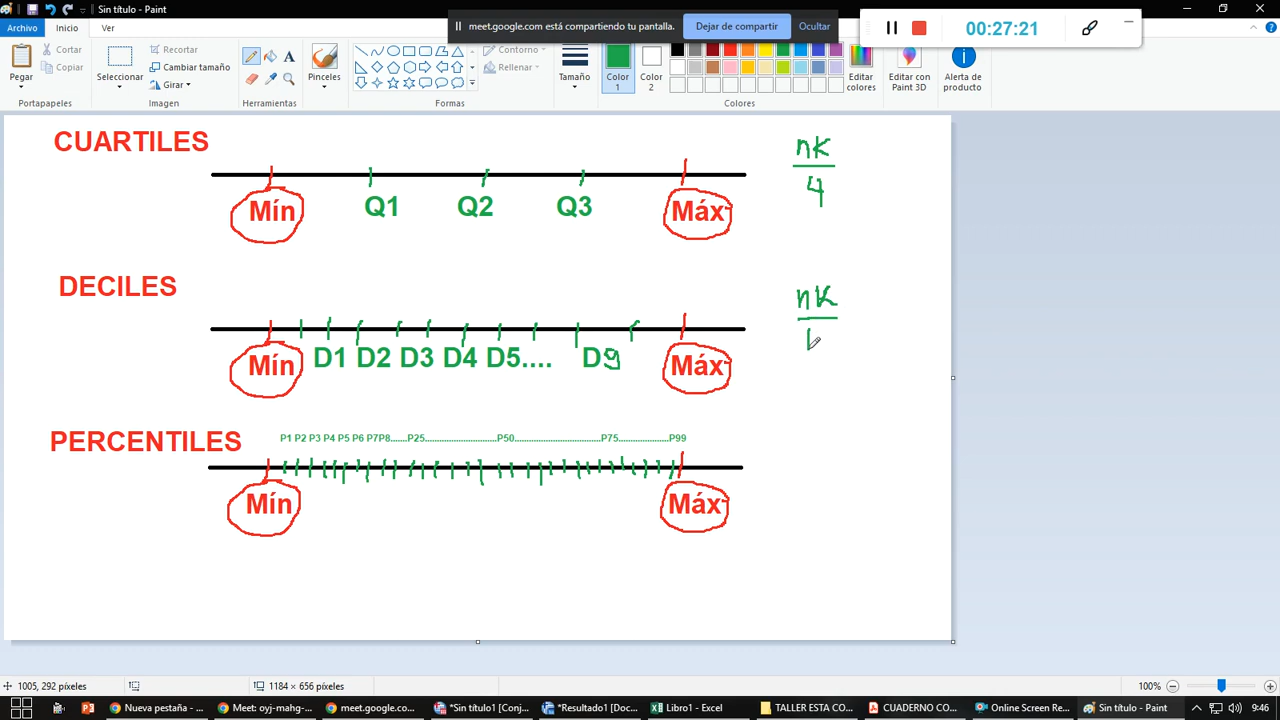 Sin título - Paint
Archivo Inicio Ver
meet.google.com está compartiendo tu pantalla. Dejar de compartir Ocultar
00:27:21
Pegar Cortar Copiar
Seleccionar Recortar Cambiar tamaño Girar
Pinceles
Contorno Rellenar
Tamaño
Color 1 Color 2
Editar colores
Editar con Paint 3D
Alerta de producto
Portapapeles Imagen Herramientas Formas Colores
CUARTILES
nK
4
Mín Q1 Q2 Q3 Máx
DECILES
nK
Mín D1 D2 D3 D4 D5.... D9 Máx
PERCENTILES P1 P2 P3 P4 P5 P6 P7P8......P25.........................P50..............................P75..................P99
Mín Máx
1005, 292 píxeles 1184 × 656 píxeles 100%
Nueva pestaña - ... Meet: oyj-mahg-... meet.google.co... *Sin título1 [Conj... *Resultado1 [Doc... Libro1 - Excel TALLER ESTA CO... CUADERNO CO... Online Screen Re... Sin título - Paint 9:46